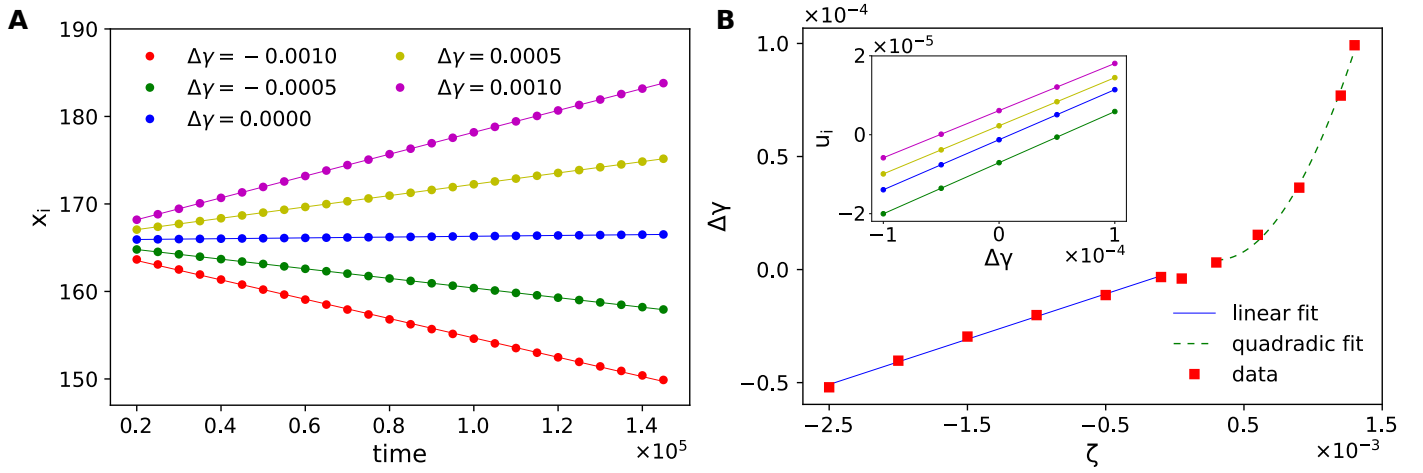 A
190
180
170
160
150
x_i
Δγ = − 0.0010
Δγ = − 0.0005
Δγ = 0.0000
Δγ = 0.0005
Δγ = 0.0010
0.2 0.4 0.6 0.8 1.0 1.2 1.4
×10^5
time
B
×10^−4
1.0
0.5
0.0
−0.5
Δγ
×10^−5
2
0
−2
u_i
−1 0 1
×10^−4
Δγ
linear fit
quadradic fit
data
−2.5 −1.5 −0.5 0.5 1.5
×10^−3
ζ